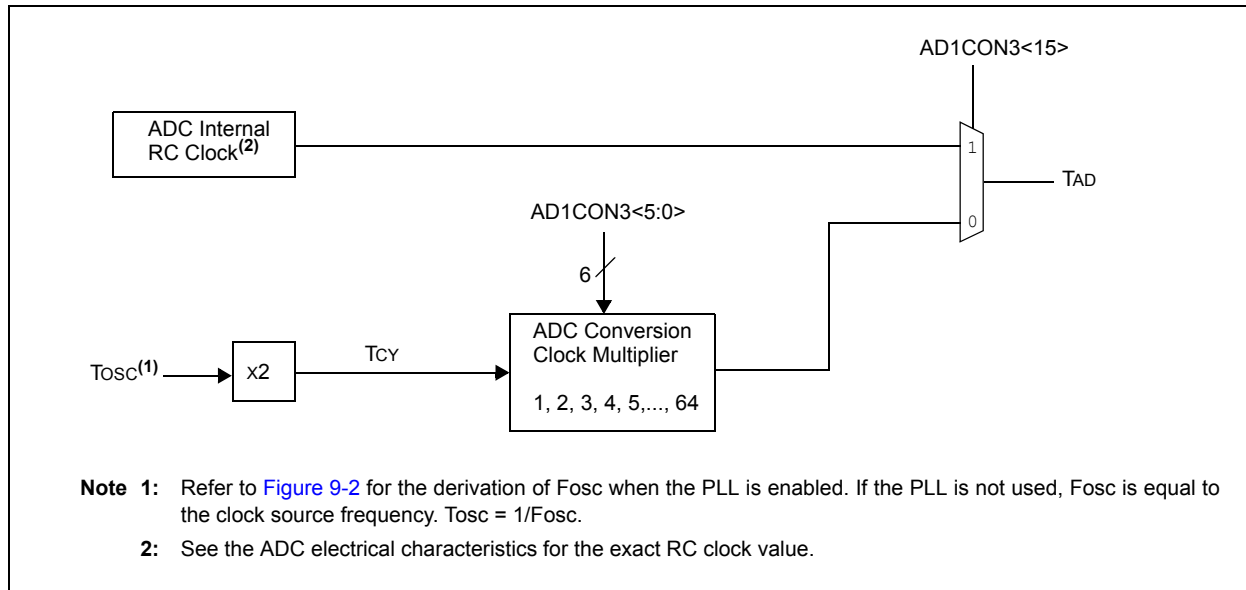 AD1CON3<15>
ADC Internal
RC Clock(2)
1
TAD
AD1CON3<5:0>
0
6
ADC Conversion
Clock Multiplier
TOSC(1)
X2
TCY
1, 2, 3, 4, 5,..., 64
Note 1: Refer to Figure 9-2 for the derivation of Fosc when the PLL is enabled. If the PLL is not used, Fosc is equal to
the clock source frequency. Tosc = 1/Fosc.
2: See the ADC electrical characteristics for the exact RC clock value.